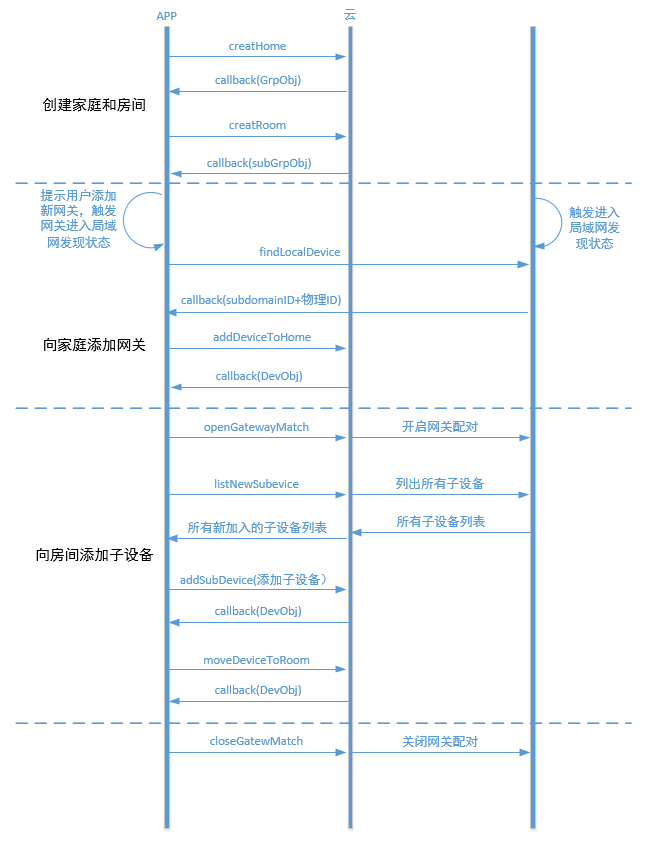 APP
云
creatHome
callback(GrpObj)
创建家庭和房间
creatRoom
callback(subGrpObj)
提示用户添加
新网关，触发
网关进入局域
网发现状态
触发进入
局域网发
现状态
findLocalDevice
callback(subdomainID+物理ID)
addDeviceToHome
向家庭添加网关
callback(DevObj)
openGatewayMatch
开启网关配对
listNewSubevice
列出所有子设备
所有新加入的子设备列表
所有子设备列表
向房间添加子设备
addSubDevice(添加子设备）
callback(DevObj)
moveDeviceToRoom
callback(DevObj)
closeGatewMatch
关闭网关配对